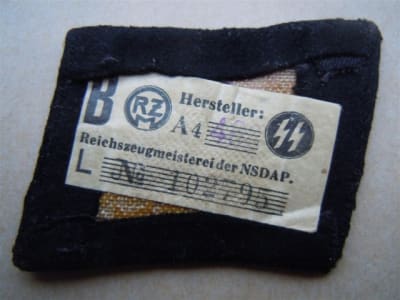 B RZM Hersteller:
A4
Reichszeugmeisterei der NSDAP.
L № 102795